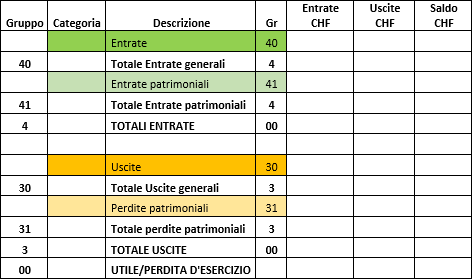 Gruppo Categoria Descrizione Gr Entrate CHF Uscite CHF Saldo CHF
Entrate 40
40 Totale Entrate generali 4
Entrate patrimoniali 41
41 Totale Entrate patrimoniali 4
4 TOTALI ENTRATE 00
Uscite 30
30 Totale Uscite generali 3
Perdite patrimoniali 31
31 Totale perdite patrimoniali 3
3 TOTALE USCITE 00
00 UTILE/PERDITA D'ESERCIZIO